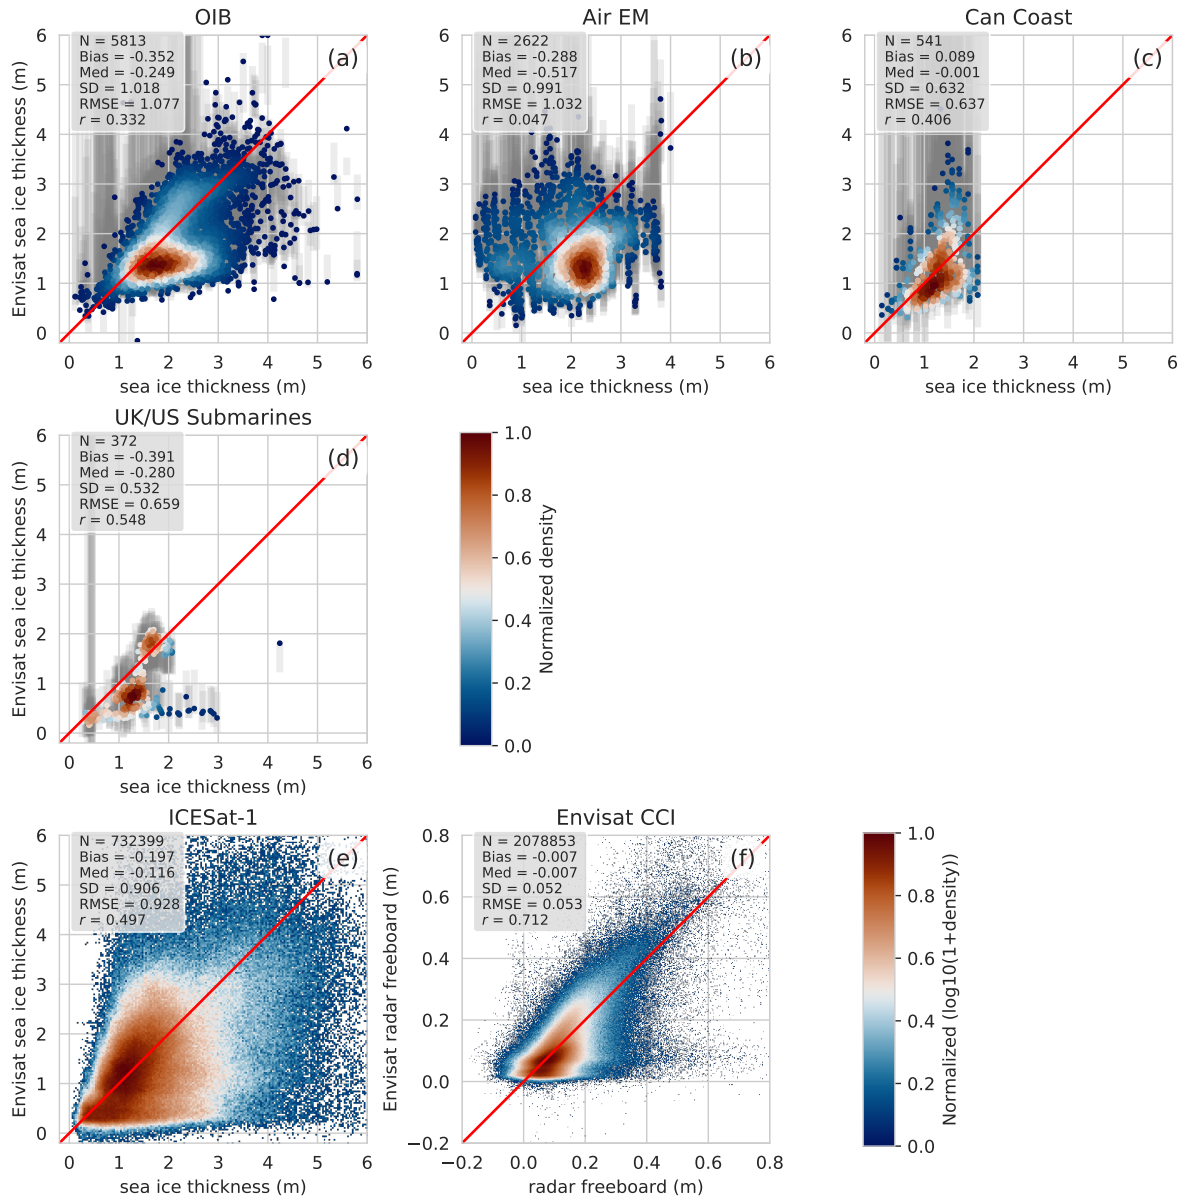 OIB
Air EM
Can Coast
N = 5813
Bias = -0.352
Med = -0.249
SD = 1.018
RMSE = 1.077
r = 0.332
(a)
6
5
4
3
2
1
0
Envisat sea ice thickness (m)
0 1 2 3 4 5 6
sea ice thickness (m)
N = 2622
Bias = -0.288
Med = -0.517
SD = 0.991
RMSE = 1.032
r = 0.047
(b)
6
5
4
3
2
1
0
0 1 2 3 4 5 6
sea ice thickness (m)
N = 541
Bias = 0.089
Med = -0.001
SD = 0.632
RMSE = 0.637
r = 0.406
(c)
6
5
4
3
2
1
0
0 1 2 3 4 5 6
sea ice thickness (m)
UK/US Submarines
N = 372
Bias = -0.391
Med = -0.280
SD = 0.532
RMSE = 0.659
r = 0.548
(d)
6
5
4
3
2
1
0
Envisat sea ice thickness (m)
0 1 2 3 4 5 6
sea ice thickness (m)
1.0
0.8
0.6
0.4
0.2
0.0
Normalized density
ICESat-1
N = 732399
Bias = -0.197
Med = -0.116
SD = 0.906
RMSE = 0.928
r = 0.497
(e)
6
5
4
3
2
1
0
Envisat sea ice thickness (m)
0 1 2 3 4 5 6
sea ice thickness (m)
Envisat CCI
N = 2078853
Bias = -0.007
Med = -0.007
SD = 0.052
RMSE = 0.053
r = 0.712
(f)
0.8
0.6
0.4
0.2
0.0
−0.2
Envisat radar freeboard (m)
−0.2 0.0 0.2 0.4 0.6 0.8
radar freeboard (m)
1.0
0.8
0.6
0.4
0.2
0.0
Normalized (log10(1+density))